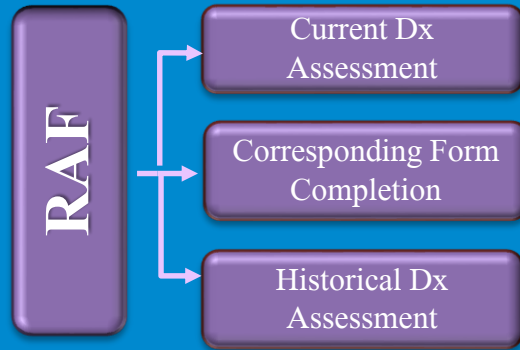 RAF
Current Dx
Assessment
Corresponding Form
Completion
Historical Dx
Assessment